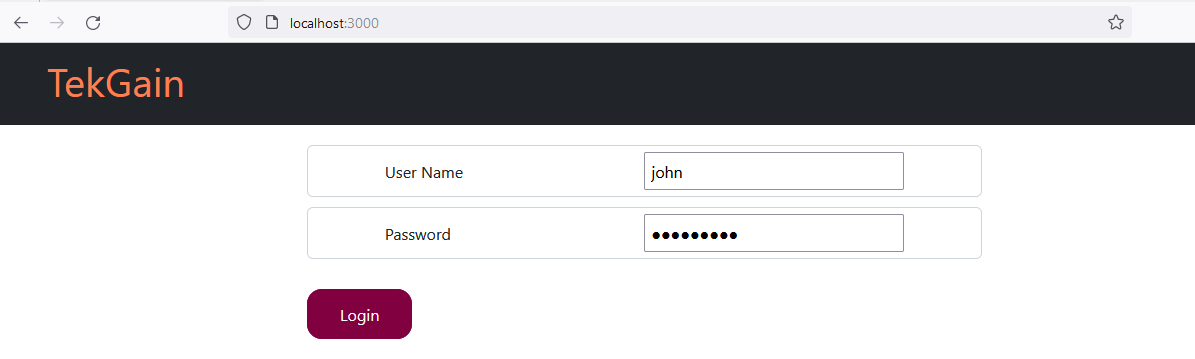 localhost:3000
TekGain
User Name john
Password •••••••••
Login